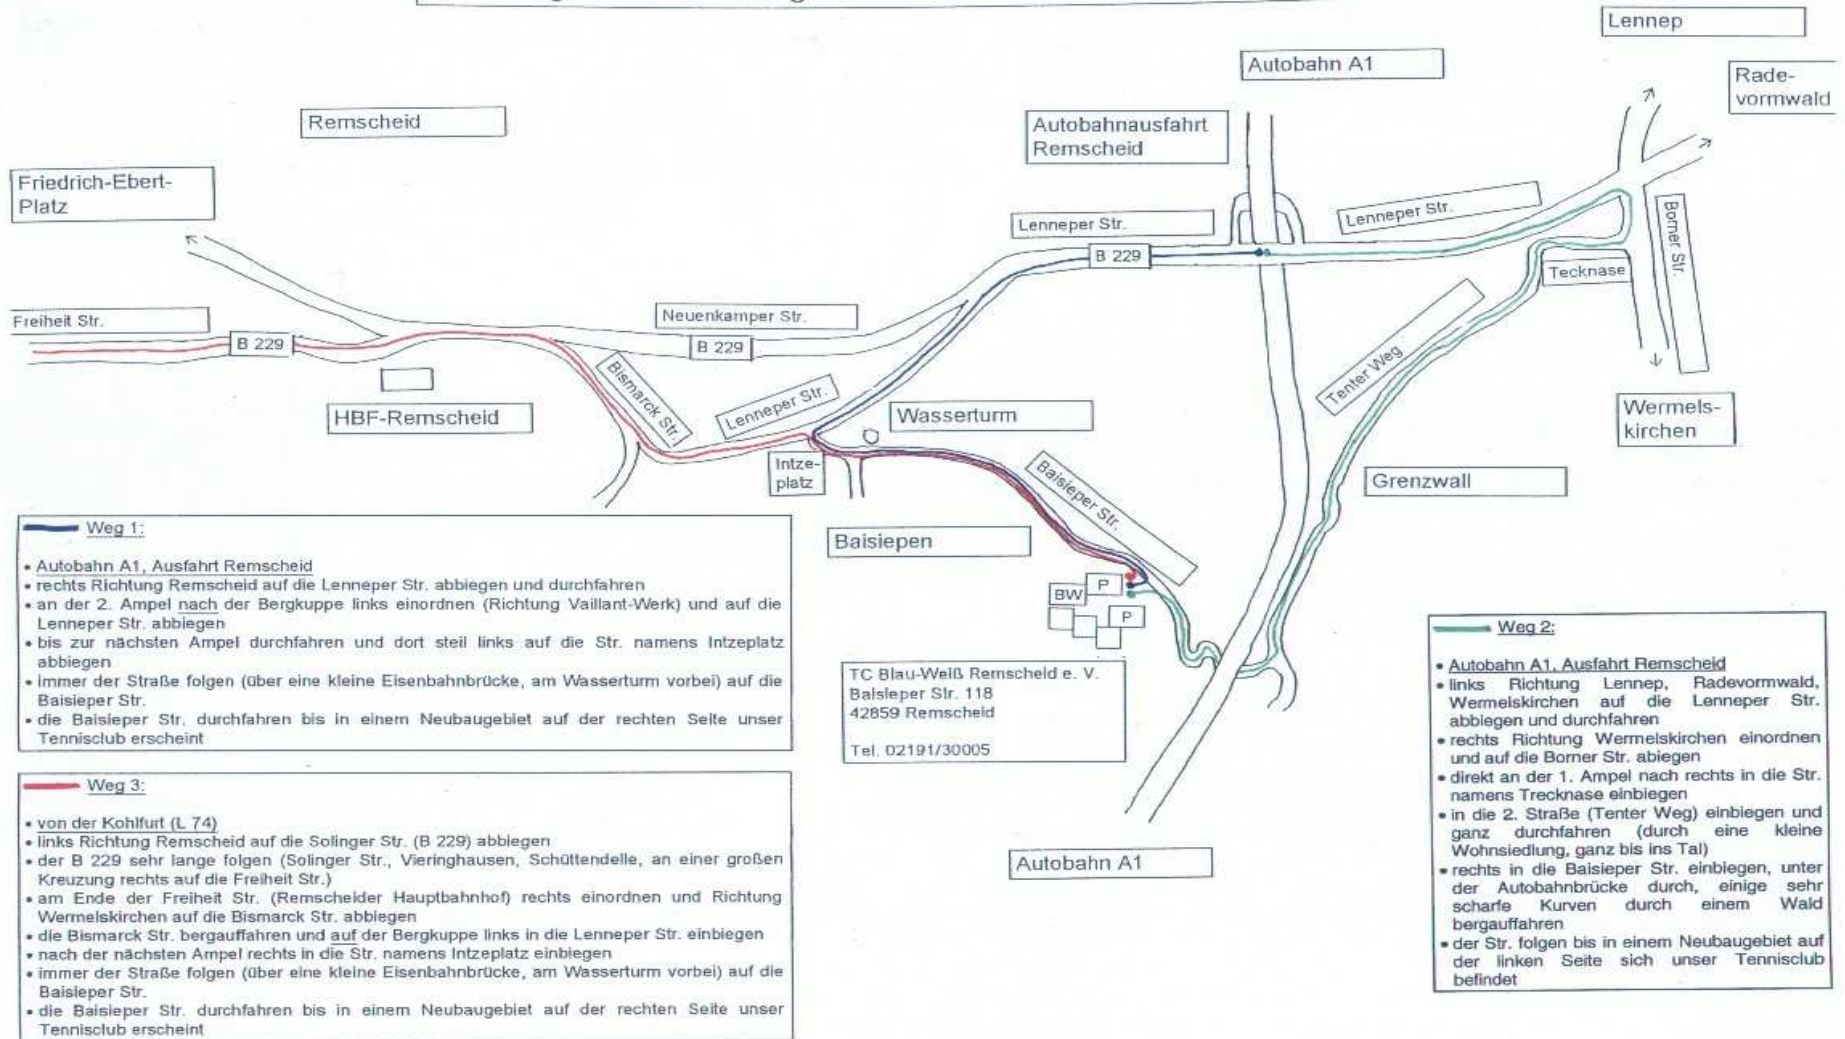 Lennep
Autobahn A1
Rade-
vormwald
Remscheid
Autobahnausfahrt
Remscheid
Friedrich-Ebert-
Platz
Lenneper Str.
Lenneper Str.
Borner Str.
B 229
Tecknase
Freiheit Str.
Neuenkamper Str.
B 229
B 229
Bismarck Str.
Lenneper Str.
Tenter Weg
HBF-Remscheid
Wasserturm
Wermels-
kirchen
Intze-
platz
Baisieper Str.
Grenzwall
Baisiepen
P
BW
P
Weg 1:
• Autobahn A1, Ausfahrt Remscheid
• rechts Richtung Remscheid auf die Lenneper Str. abbiegen und durchfahren
• an der 2. Ampel nach der Bergkuppe links einordnen (Richtung Vaillant-Werk) und auf die
Lenneper Str. abbiegen
• bis zur nächsten Ampel durchfahren und dort steil links auf die Str. namens Intzeplatz
abbiegen
• immer der Straße folgen (über eine kleine Eisenbahnbrücke, am Wasserturm vorbei) auf die
Baisieper Str.
• die Baisieper Str. durchfahren bis in einem Neubaugebiet auf der rechten Seite unser
Tennisclub erscheint
TC Blau-Weiß Remscheid e. V.
Baisieper Str. 118
42859 Remscheid
Tel. 02191/30005
Weg 2:
• Autobahn A1, Ausfahrt Remscheid
• links Richtung Lennep, Radevormwald,
Wermelskirchen auf die Lenneper Str.
abbiegen und durchfahren
• rechts Richtung Wermelskirchen einordnen
und auf die Borner Str. abiegen
• direkt an der 1. Ampel nach rechts in die Str.
namens Trecknase einbiegen
• in die 2. Straße (Tenter Weg) einbiegen und
ganz durchfahren (durch eine kleine
Wohnsiedlung, ganz bis ins Tal)
• rechts in die Baisieper Str. einbiegen, unter
der Autobahnbrücke durch, einige sehr
scharfe Kurven durch einem Wald
bergauffahren
• der Str. folgen bis in einem Neubaugebiet auf
der linken Seite sich unser Tennisclub
befindet
Weg 3:
• von der Kohlfurt (L 74)
• links Richtung Remscheid auf die Solinger Str. (B 229) abbiegen
• der B 229 sehr lange folgen (Solinger Str., Vieringhausen, Schüttendelle, an einer großen
Kreuzung rechts auf die Freiheit Str.)
• am Ende der Freiheit Str. (Remscheider Hauptbahnhof) rechts einordnen und Richtung
Wermelskirchen auf die Bismarck Str. abbiegen
• die Bismarck Str. bergauffahren und auf der Bergkuppe links in die Lenneper Str. einbiegen
• nach der nächsten Ampel rechts in die Str. namens Intzeplatz einbiegen
• immer der Straße folgen (über eine kleine Eisenbahnbrücke, am Wasserturm vorbei) auf die
Baisieper Str.
• die Baisieper Str. durchfahren bis in einem Neubaugebiet auf der rechten Seite unser
Tennisclub erscheint
Autobahn A1